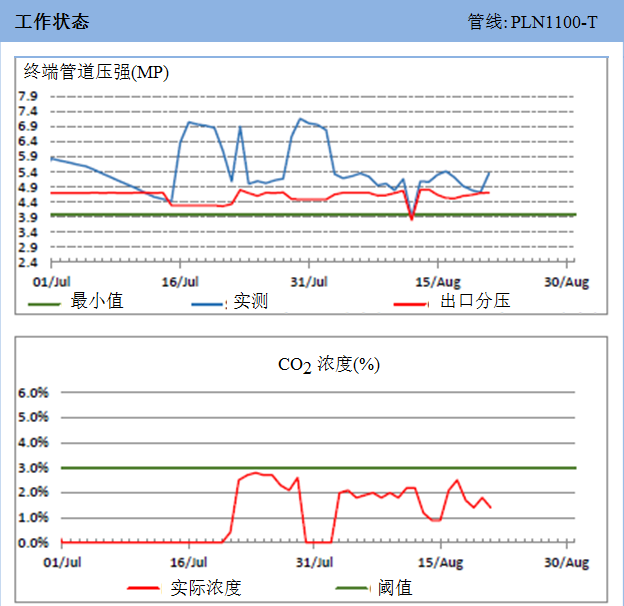 工作状态 管线: PLN1100-T
终端管道压强(MP)
7.9
7.4
6.9
6.4
5.9
5.4
4.9
4.4
3.9
3.4
2.9
2.4
01/Jul 16/Jul 31/Jul 15/Aug 30/Aug
最小值 实测 出口分压
CO2 浓度(%)
6.0%
5.0%
4.0%
3.0%
2.0%
1.0%
0.0%
01/Jul 16/Jul 31/Jul 15/Aug 30/Aug
实际浓度 阈值